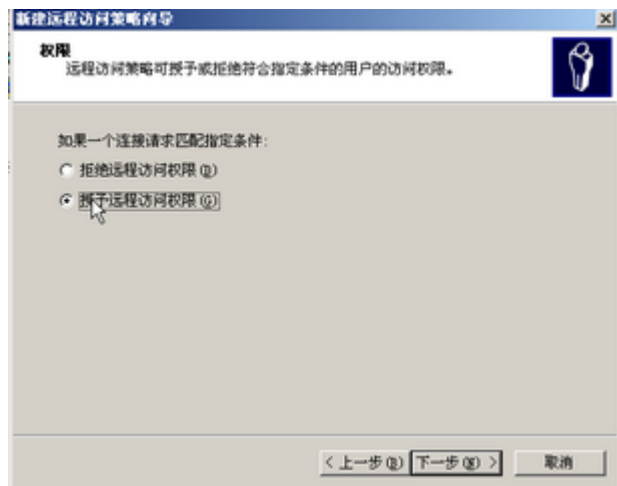 新建远程访问策略向导
权限
远程访问策略可授予或拒绝符合指定条件的用户的访问权限。
如果一个连接请求匹配指定条件:
拒绝远程访问权限(D)
授予远程访问权限(G)
< 上一步(B)
下一步(N) >
取消